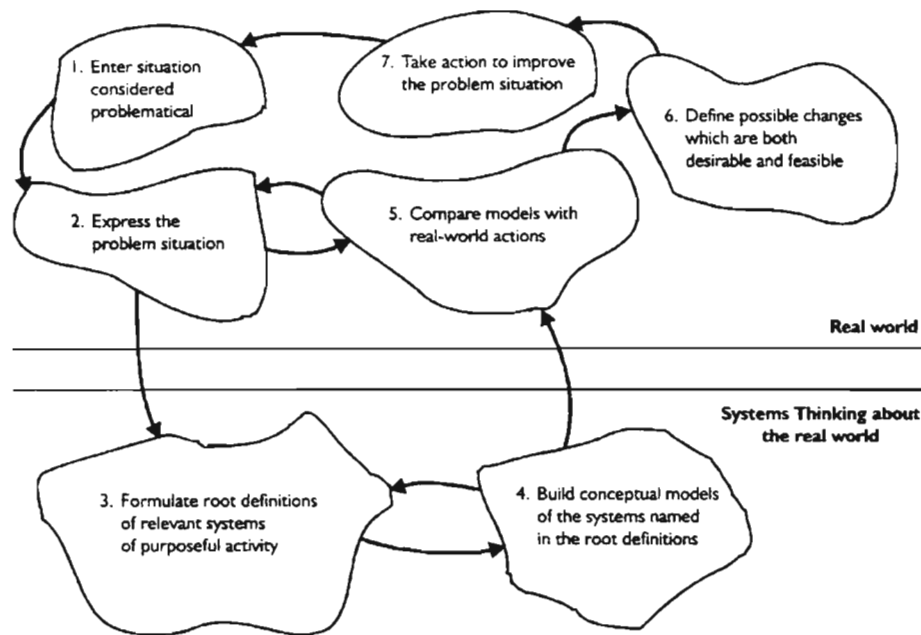 1. Enter situation
considered
problematical
7. Take action to improve
the problem situation
6. Define possible changes
which are both
desirable and feasible
2. Express the
problem situation
5. Compare models with
real-world actions
Real world
Systems Thinking about
the real world
3. Formulate root definitions
of relevant systems
of purposeful activity
4. Build conceptual models
of the systems named
in the root definitions